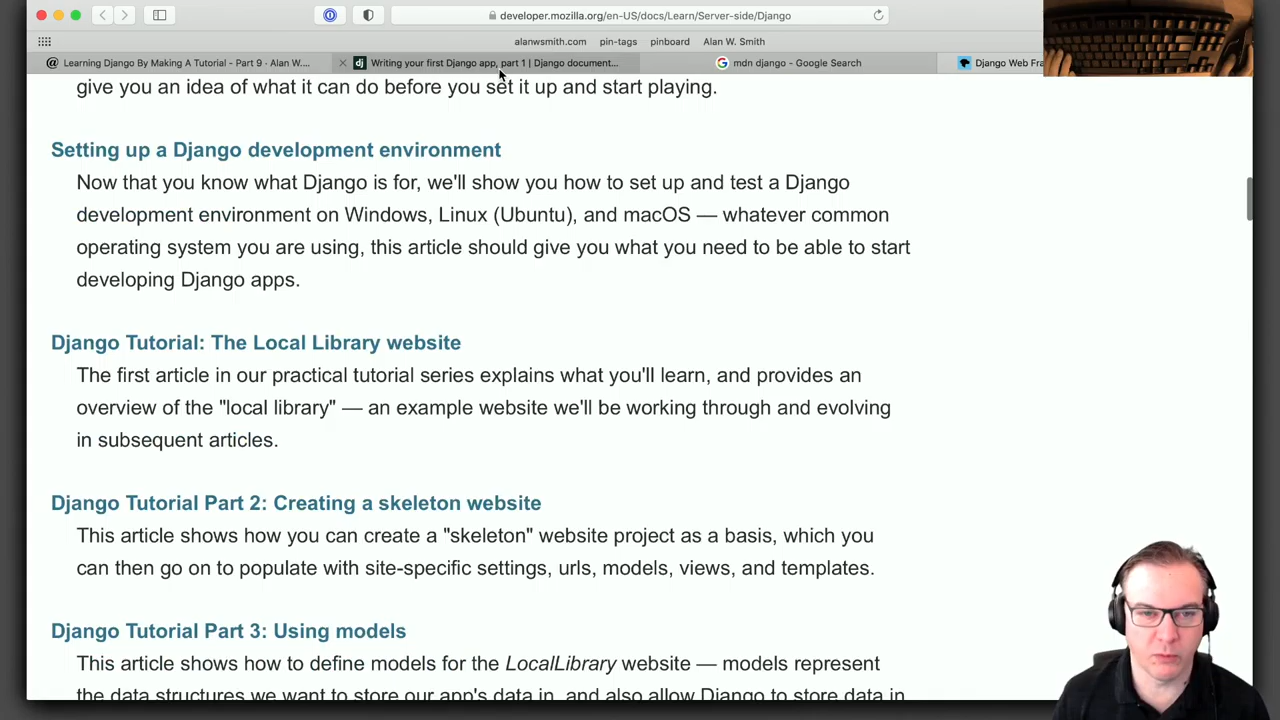 developer.mozilla.org/en-US/docs/Learn/Server-side/Django
alanwsmith.com pin-tags pinboard Alan W. Smith
Learning Django By Making A Tutorial - Part 9 · Alan W....
dj Writing your first Django app, part 1 | Django document...
mdn django - Google Search
Django Web Fra
give you an idea of what it can do before you set it up and start playing.
Setting up a Django development environment
Now that you know what Django is for, we'll show you how to set up and test a Django
development environment on Windows, Linux (Ubuntu), and macOS — whatever common
operating system you are using, this article should give you what you need to be able to start
developing Django apps.
Django Tutorial: The Local Library website
The first article in our practical tutorial series explains what you'll learn, and provides an
overview of the "local library" — an example website we'll be working through and evolving
in subsequent articles.
Django Tutorial Part 2: Creating a skeleton website
This article shows how you can create a "skeleton" website project as a basis, which you
can then go on to populate with site-specific settings, urls, models, views, and templates.
Django Tutorial Part 3: Using models
This article shows how to define models for the LocalLibrary website — models represent
the data structures we want to store our app's data in, and also allow Django to store data in